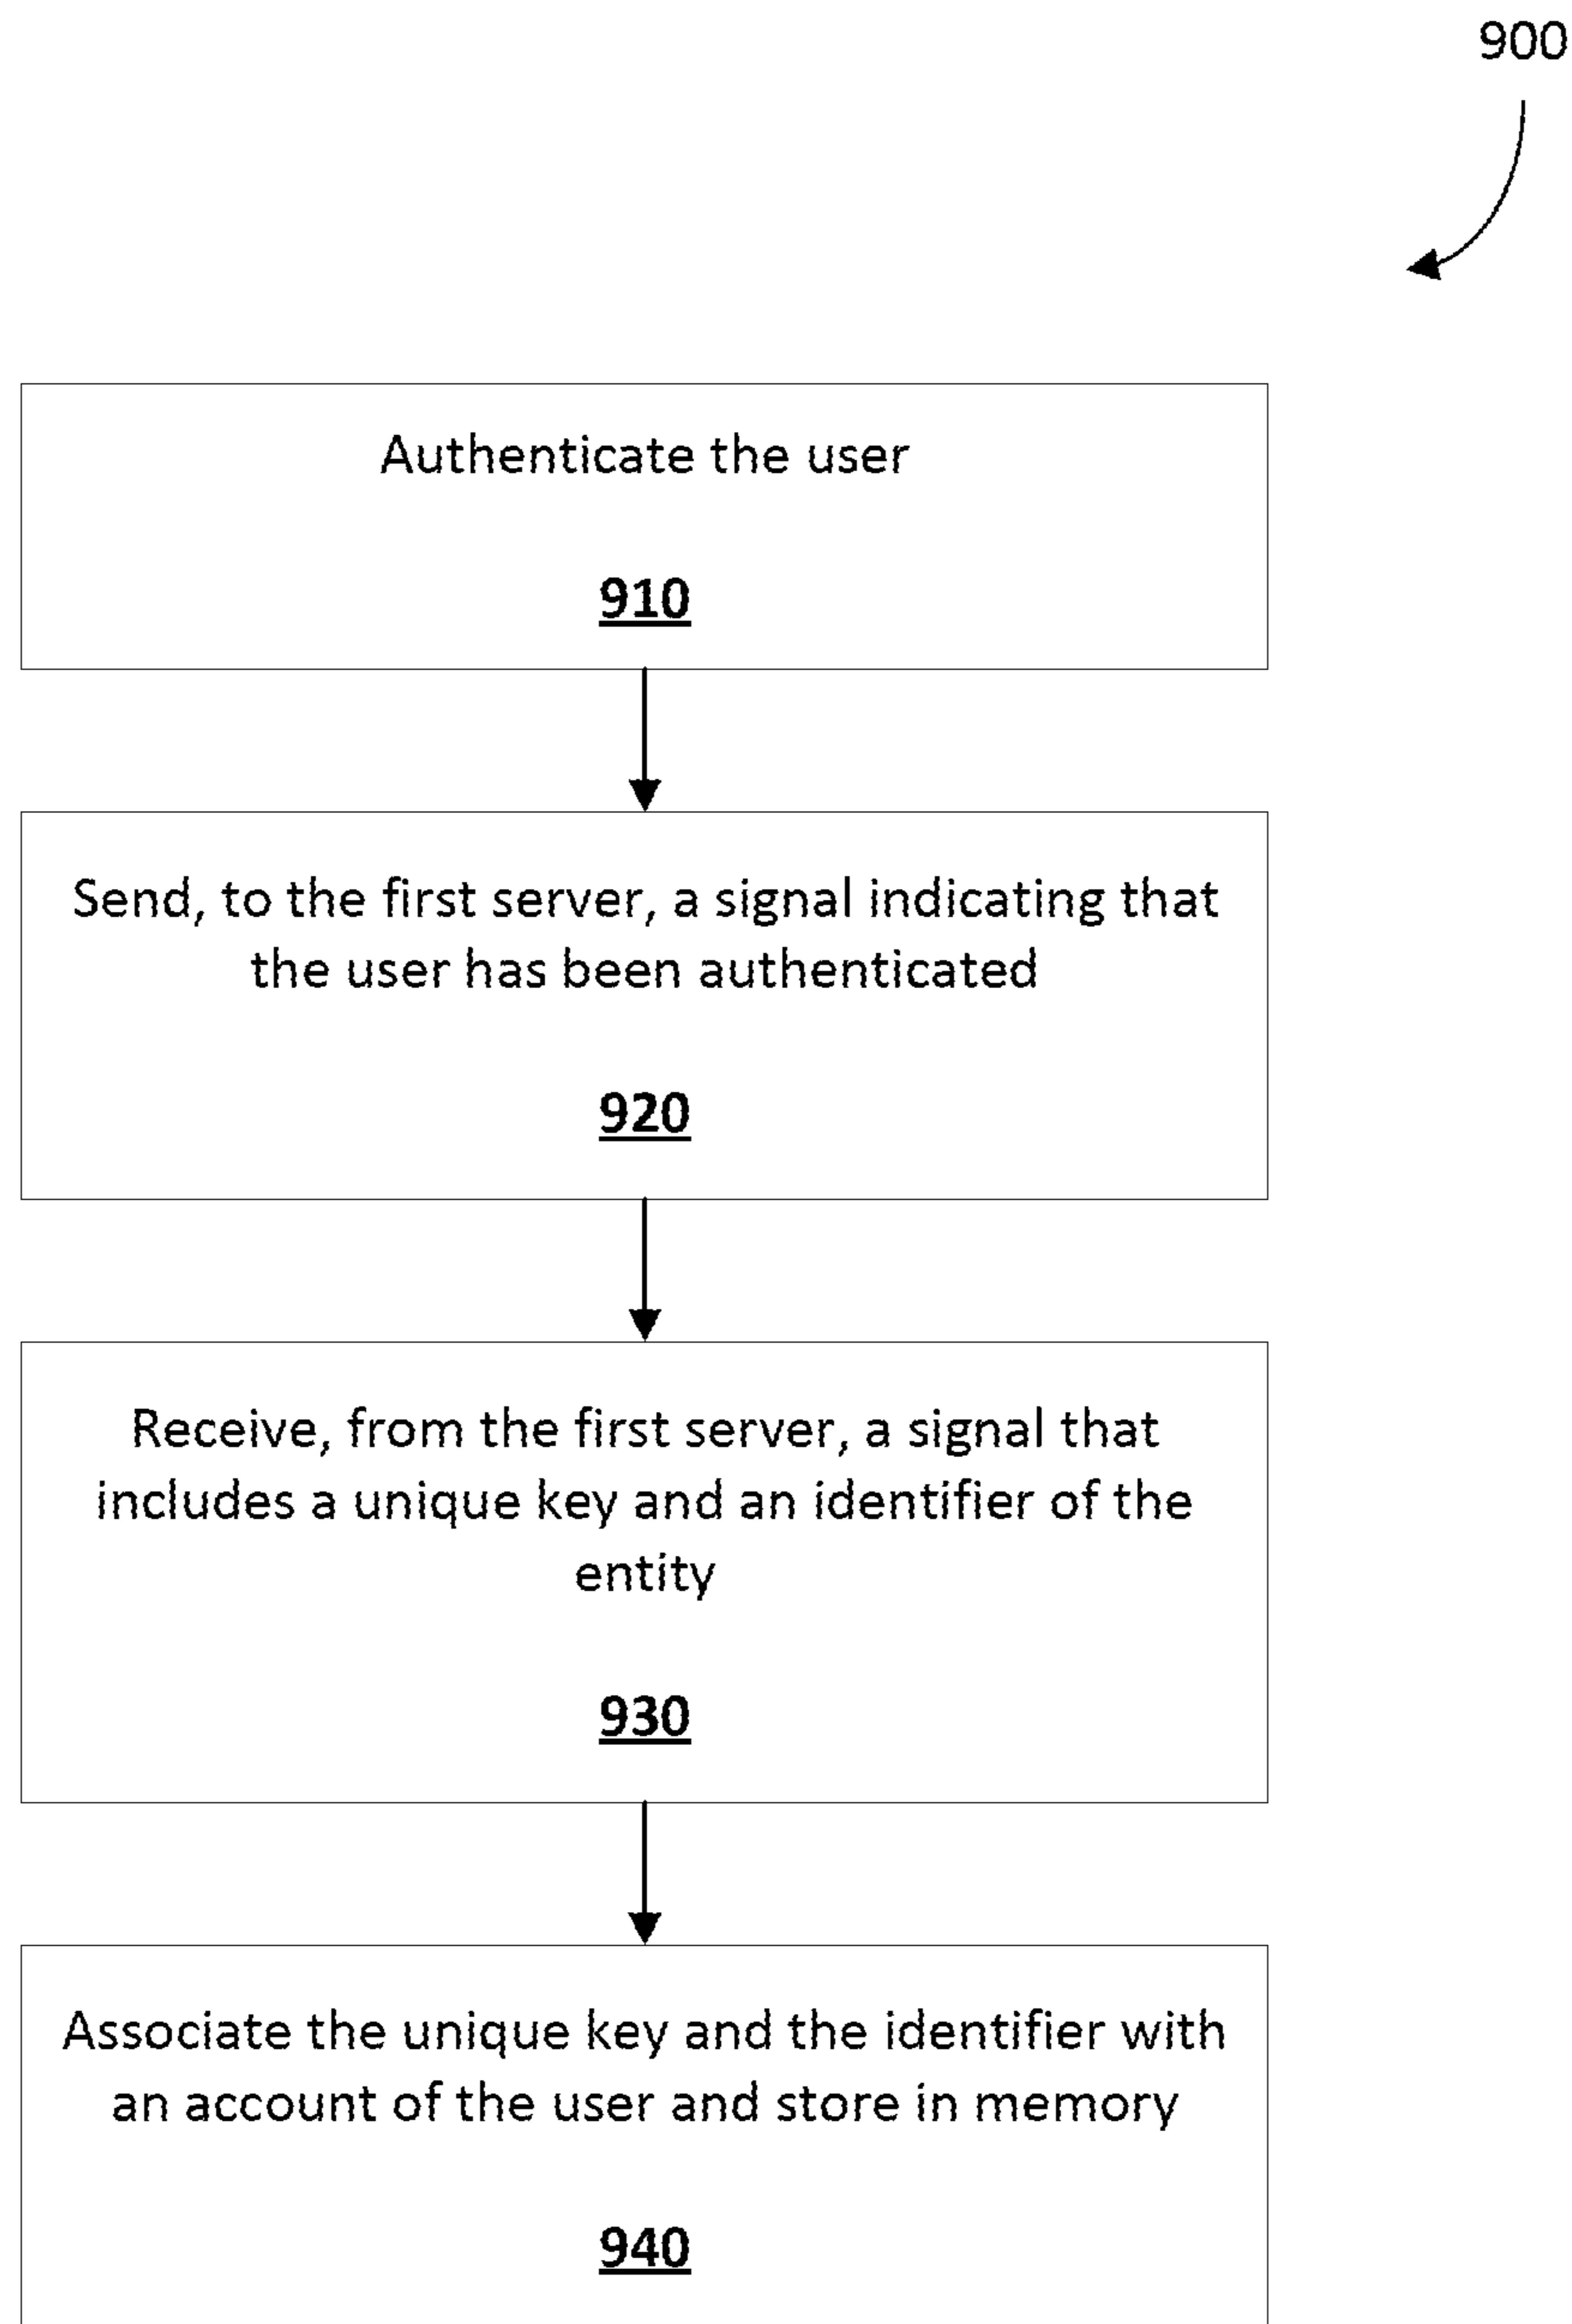 900
Authenticate the user
910
Send, to the first server, a signal indicating that
the user has been authenticated
920
Receive, from the first server, a signal that
includes a unique key and an identifier of the
entity
930
Associate the unique key and the identifier with
an account of the user and store in memory
940